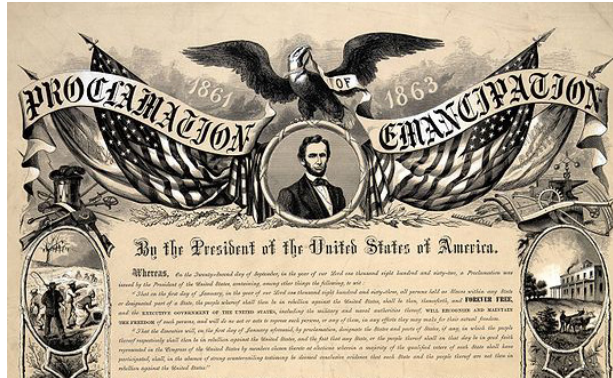 PROCLAMATION 1861 OF 1863 EMANCIPATION
By the President of the United States of America.
Whereas, On the Twenty-Second day of September, in the year of our Lord one thousand eight hundred and sixty-two, a Proclamation was
issued by the President of the United States, containing, among other things the following, to wit:
"That on the first day of January, in the year of our Lord one thousand eight hundred and sixty-three, all persons held as Slaves within any State
or designated part of a State, the people whereof shall then be in rebellion against the United States, shall be then, thenceforth, and FOREVER FREE,
and the EXECUTIVE GOVERNMENT OF THE UNITED STATES, including the military and naval authorities thereof, WILL RECOGNIZE AND MAINTAIN
THE FREEDOM of such persons, and will do no act or acts to repress such persons, or any of them, in any efforts they may make for their actual freedom.
"That the Executive will, on the first day of January aforesaid, by proclamation, designate the States and parts of States, if any, in which the people
thereof respectively shall then be in rebellion against the United States, and the fact that any State, or the people thereof shall on that day be in good faith
represented in the Congress of the United States by members chosen thereto at elections wherein a majority of the qualified voters of such State shall have
participated, shall, in the absence of strong countervailing testimony be deemed conclusive evidence that such State and the people thereof are not then in
rebellion against the United States."